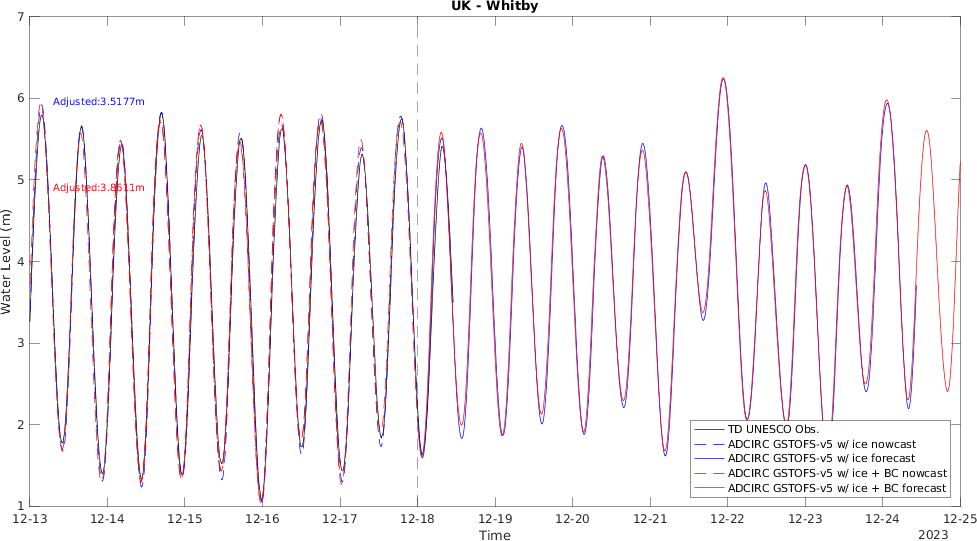 UK - Whitby
7
6
5
4
3
2
1
Water Level (m)
Adjusted:3.5177m
Adjusted:3.8511m
TD UNESCO Obs.
ADCIRC GSTOFS-v5 w/ ice nowcast
ADCIRC GSTOFS-v5 w/ ice forecast
ADCIRC GSTOFS-v5 w/ ice + BC nowcast
ADCIRC GSTOFS-v5 w/ ice + BC forecast
12-13 12-14 12-15 12-16 12-17 12-18 12-19 12-20 12-21 12-22 12-23 12-24 12-25
Time
2023